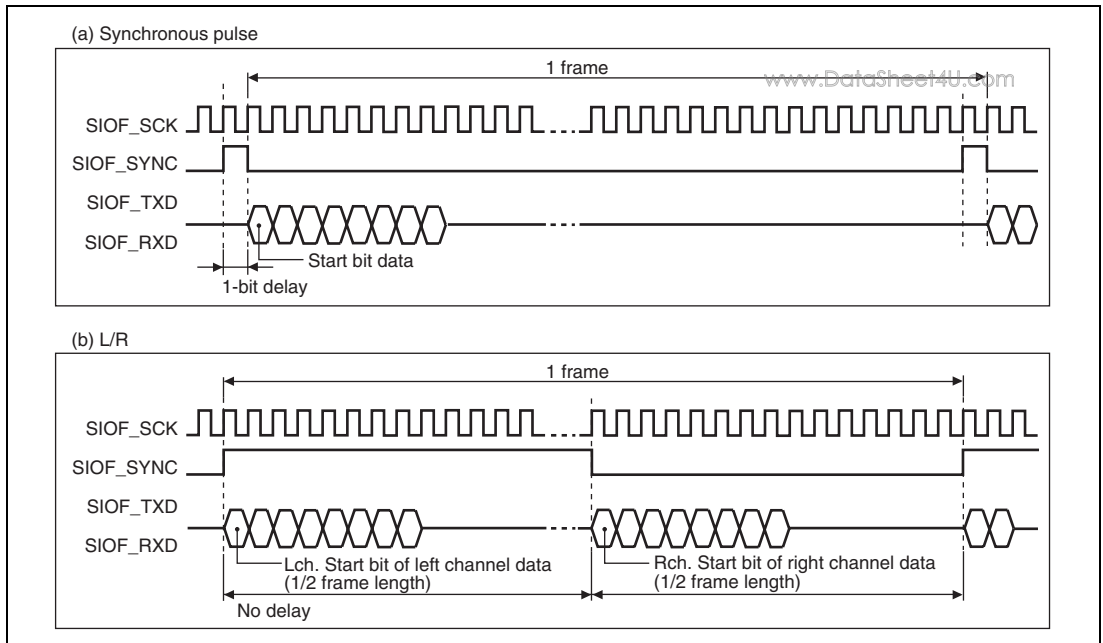 (a) Synchronous pulse
1 frame
www.DataSheet4U.com
SIOF_SCK
SIOF_SYNC
SIOF_TXD
SIOF_RXD
Start bit data
1-bit delay
(b) L/R
1 frame
SIOF_SCK
SIOF_SYNC
SIOF_TXD
SIOF_RXD
Lch. Start bit of left channel data
(1/2 frame length)
Rch. Start bit of right channel data
(1/2 frame length)
No delay